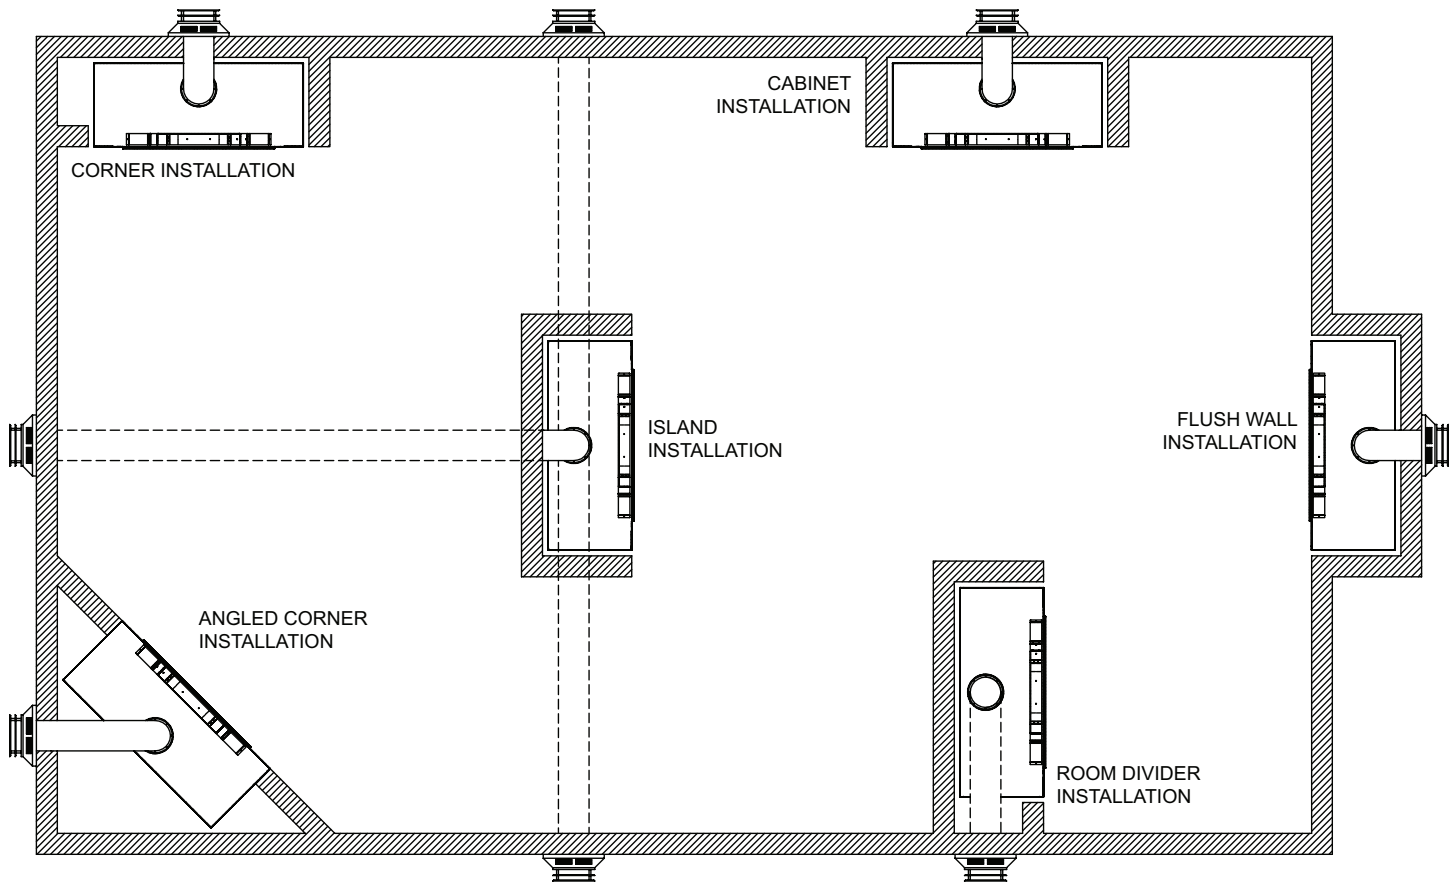 CABINET
INSTALLATION
CORNER INSTALLATION
ISLAND
INSTALLATION
FLUSH WALL
INSTALLATION
ANGLED CORNER
INSTALLATION
ROOM DIVIDER
INSTALLATION